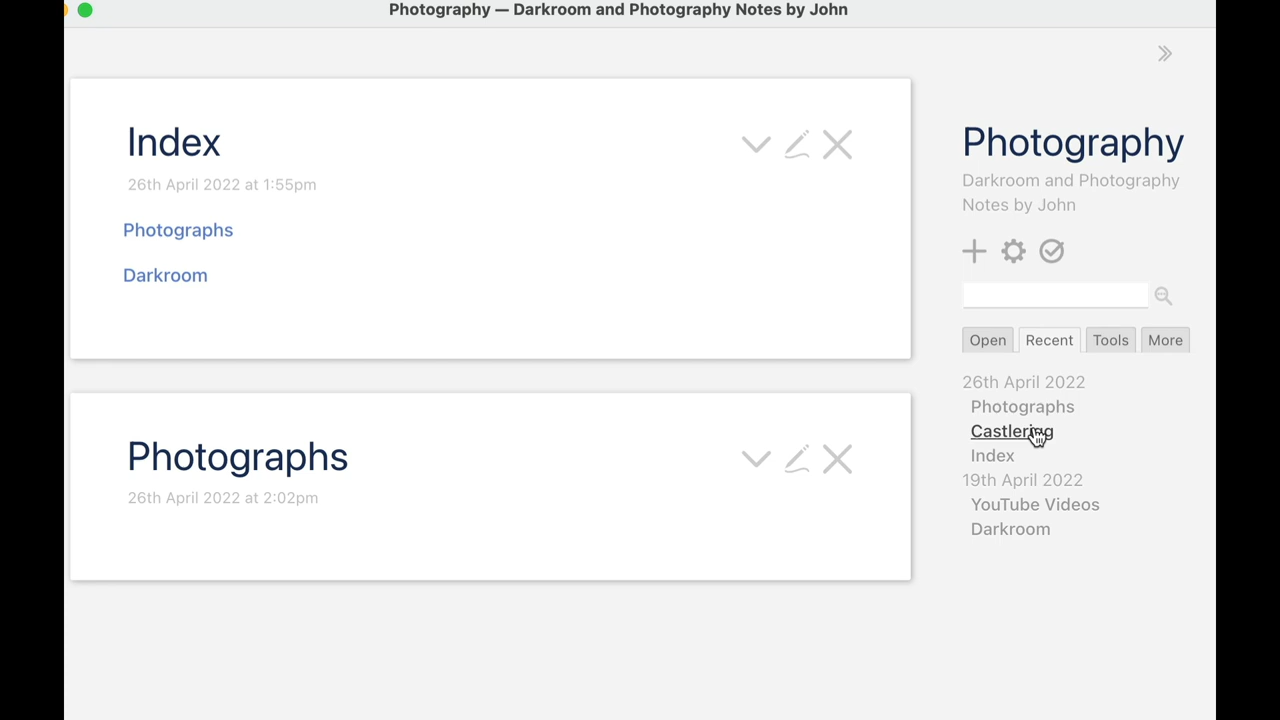 Photography — Darkroom and Photography Notes by John
Index
26th April 2022 at 1:55pm
Photographs
Darkroom
Photographs
26th April 2022 at 2:02pm
Photography
Darkroom and Photography
Notes by John
Open Recent Tools More
26th April 2022
Photographs
Castlering
Index
19th April 2022
YouTube Videos
Darkroom